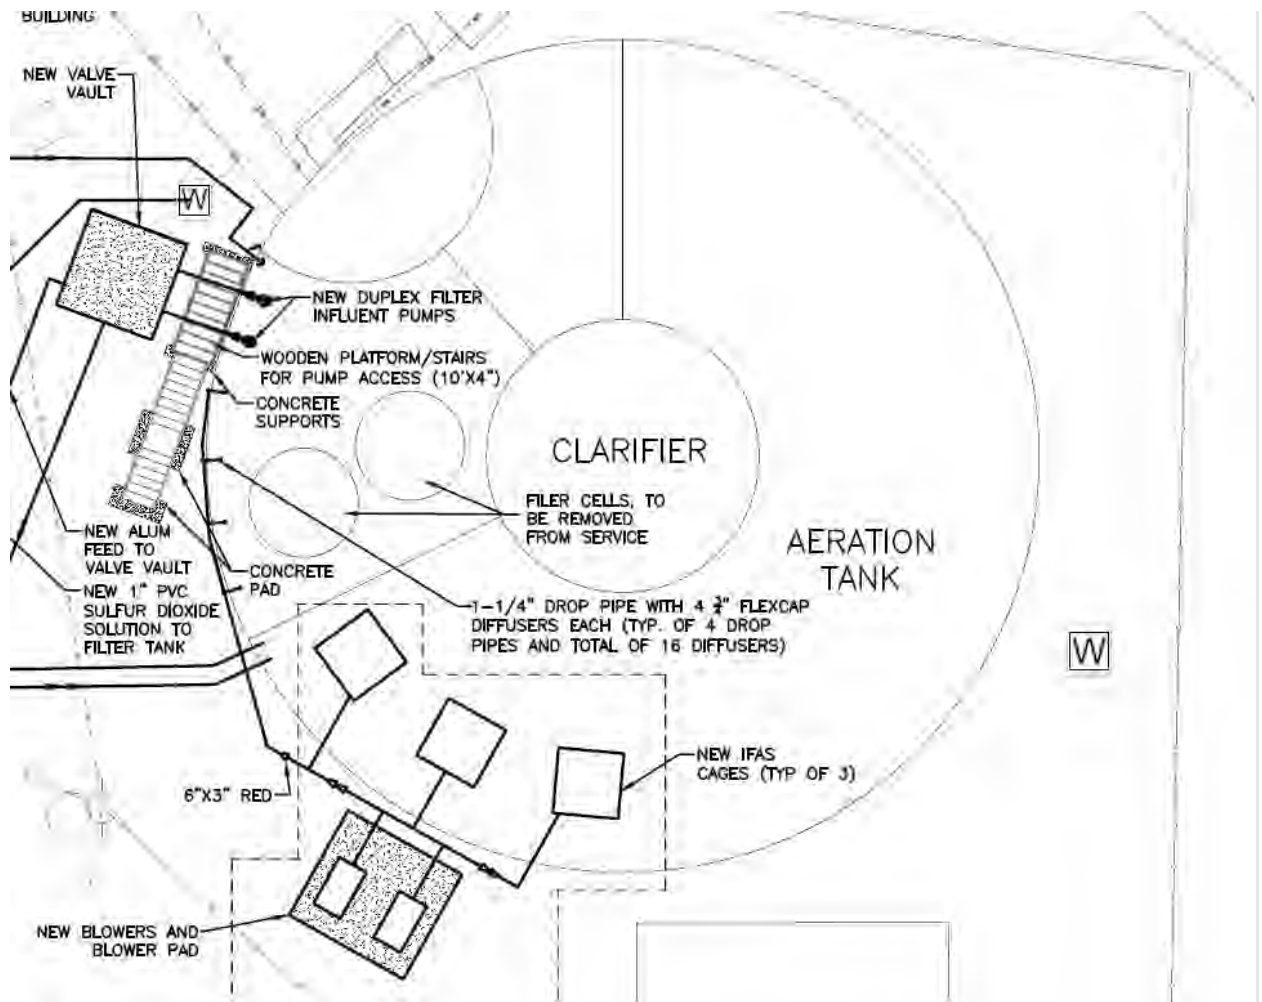 BUILDING
NEW VALVE
VAULT
W
NEW DUPLEX FILTER
INFLUENT PUMPS
WOODEN PLATFORM/STAIRS
FOR PUMP ACCESS (10'X4")
CONCRETE
SUPPORTS
CLARIFIER
FILER CELLS, TO
BE REMOVED
FROM SERVICE
AERATION
TANK
NEW ALUM
FEED TO
VALVE VAULT
CONCRETE
PAD
NEW 1" PVC
SULFUR DIOXIDE
SOLUTION TO
FILTER TANK
1-1/4" DROP PIPE WITH 4 ¾" FLEXCAP
DIFFUSERS EACH (TYP. OF 4 DROP
PIPES AND TOTAL OF 16 DIFFUSERS)
W
NEW IFAS
CAGES (TYP OF 3)
6"X3" RED
NEW BLOWERS AND
BLOWER PAD